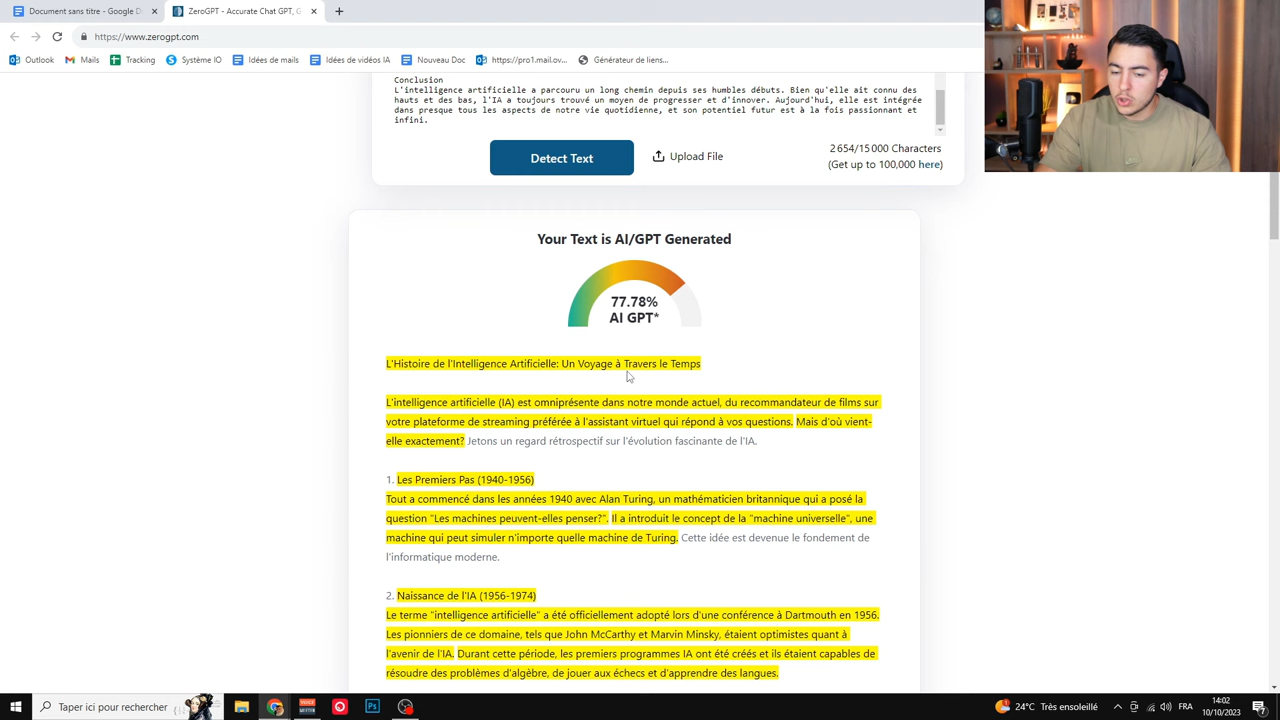 Document sans titre - Google D
ZeroGPT - Accurate Chat GPT, G
https://www.zerogpt.com
Outlook
Mails
Tracking
Système IO
Idées de mails
Idées de vidéos IA
Nouveau Doc
https://pro1.mail.ov...
Générateur de liens...
Conclusion
L'intelligence artificielle a parcouru un long chemin depuis ses humbles débuts. Bien qu'elle ait connu des
hauts et des bas, l'IA a toujours trouvé un moyen de progresser et d'innover. Aujourd'hui, elle est intégrée
dans presque tous les aspects de notre vie quotidienne, et son potentiel futur est à la fois passionnant et
infini.
Detect Text
Upload File
2 654/15 000 Characters
(Get up to 100,000 here)
Your Text is AI/GPT Generated
77.78%
AI GPT*
L'Histoire de l'Intelligence Artificielle: Un Voyage à Travers le Temps
L'intelligence artificielle (IA) est omniprésente dans notre monde actuel, du recommandateur de films sur
votre plateforme de streaming préférée à l'assistant virtuel qui répond à vos questions. Mais d'où vient-
elle exactement? Jetons un regard rétrospectif sur l'évolution fascinante de l'IA.
1. Les Premiers Pas (1940-1956)
Tout a commencé dans les années 1940 avec Alan Turing, un mathématicien britannique qui a posé la
question "Les machines peuvent-elles penser?". Il a introduit le concept de la "machine universelle", une
machine qui peut simuler n'importe quelle machine de Turing. Cette idée est devenue le fondement de
l'informatique moderne.
2. Naissance de l'IA (1956-1974)
Le terme "intelligence artificielle" a été officiellement adopté lors d'une conférence à Dartmouth en 1956.
Les pionniers de ce domaine, tels que John McCarthy et Marvin Minsky, étaient optimistes quant à
l'avenir de l'IA. Durant cette période, les premiers programmes IA ont été créés et ils étaient capables de
résoudre des problèmes d'algèbre, de jouer aux échecs et d'apprendre des langues.
Taper ici pour rechercher
24°C Très ensoleillé
FRA
14:02
10/10/2023